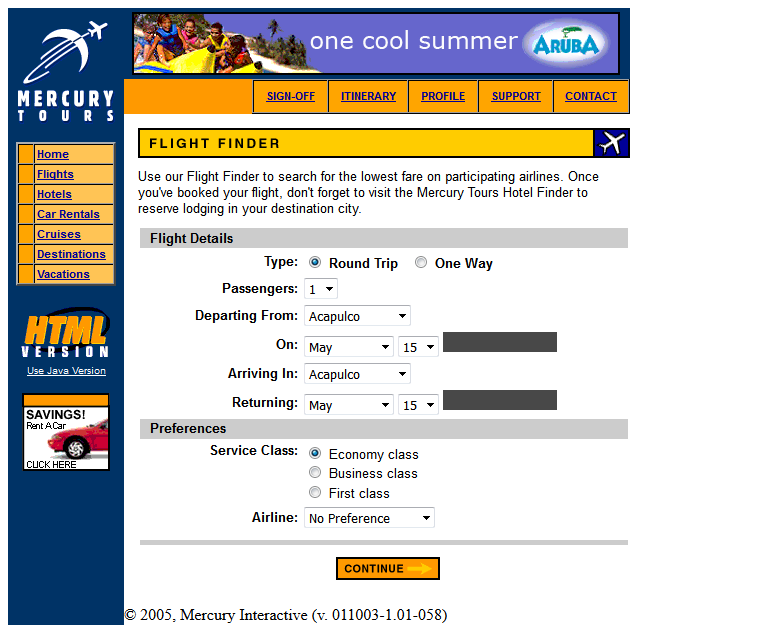 one cool summer ARUBA
MERCURY
TOURS
SIGN-OFF ITINERARY PROFILE SUPPORT CONTACT
Home
Flights
Hotels
Car Rentals
Cruises
Destinations
Vacations
HTML
VERSION
Use Java Version
SAVINGS!
Rent A Car
CLICK HERE
FLIGHT FINDER
Use our Flight Finder to search for the lowest fare on participating airlines. Once
you've booked your flight, don't forget to visit the Mercury Tours Hotel Finder to
reserve lodging in your destination city.
Flight Details
Type: Round Trip One Way
Passengers: 1
Departing From: Acapulco
On: May 15
Arriving In: Acapulco
Returning: May 15
Preferences
Service Class: Economy class
Business class
First class
Airline: No Preference
CONTINUE
© 2005, Mercury Interactive (v. 011003-1.01-058)